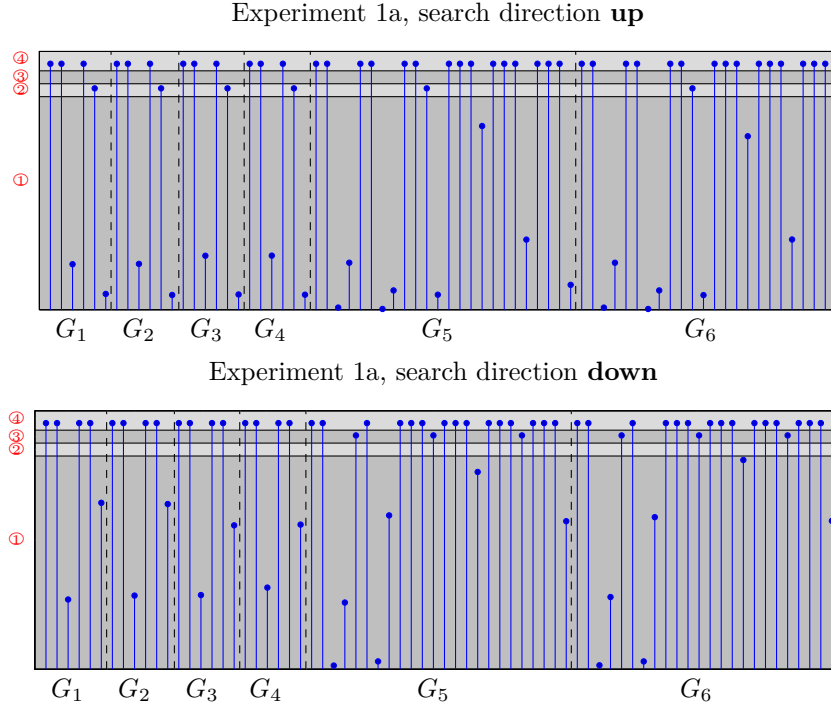 Experiment 1a, search direction up
④
③
②
①
G₁ G₂ G₃ G₄ G₅ G₆
Experiment 1a, search direction down
④
③
②
①
G₁ G₂ G₃ G₄ G₅ G₆